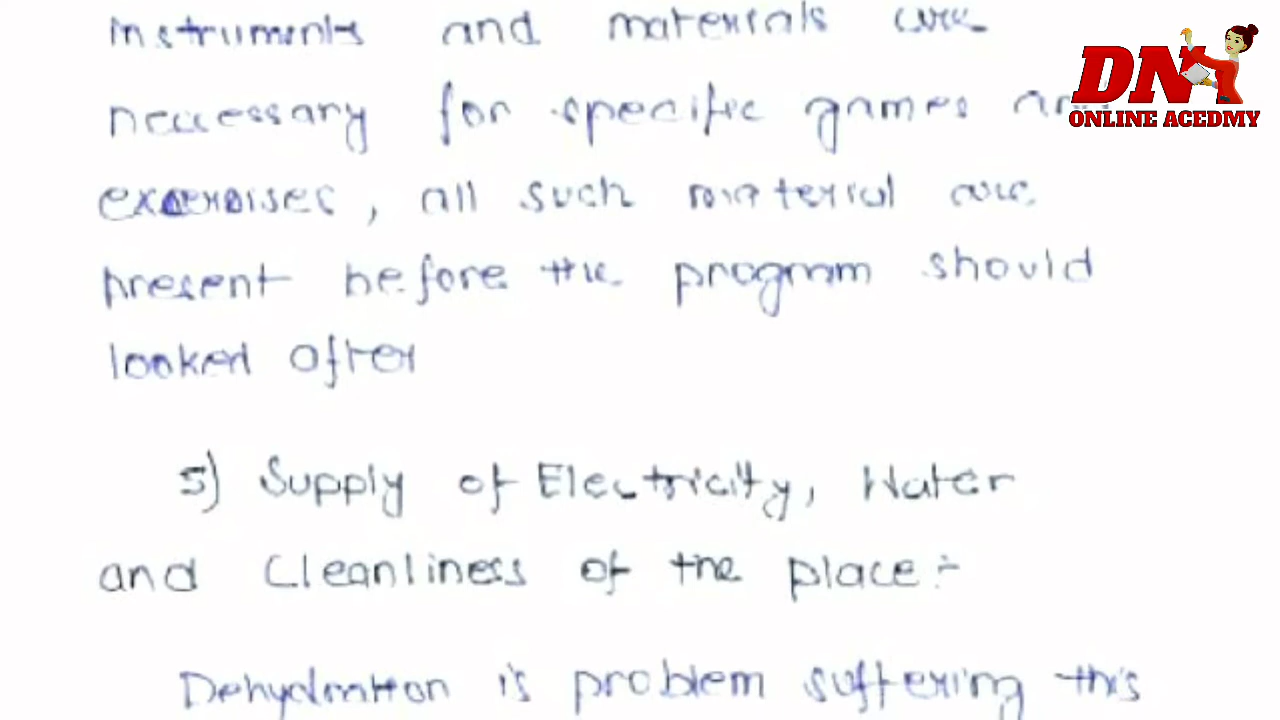 instruments and materials are
necessary for specific games and
exercises, all such material are
present before the program should
looked after
5) Supply of Electricity, Water
and Cleanliness of the place :-
Dehydration is problem suffering this
DN
ONLINE ACEDMY